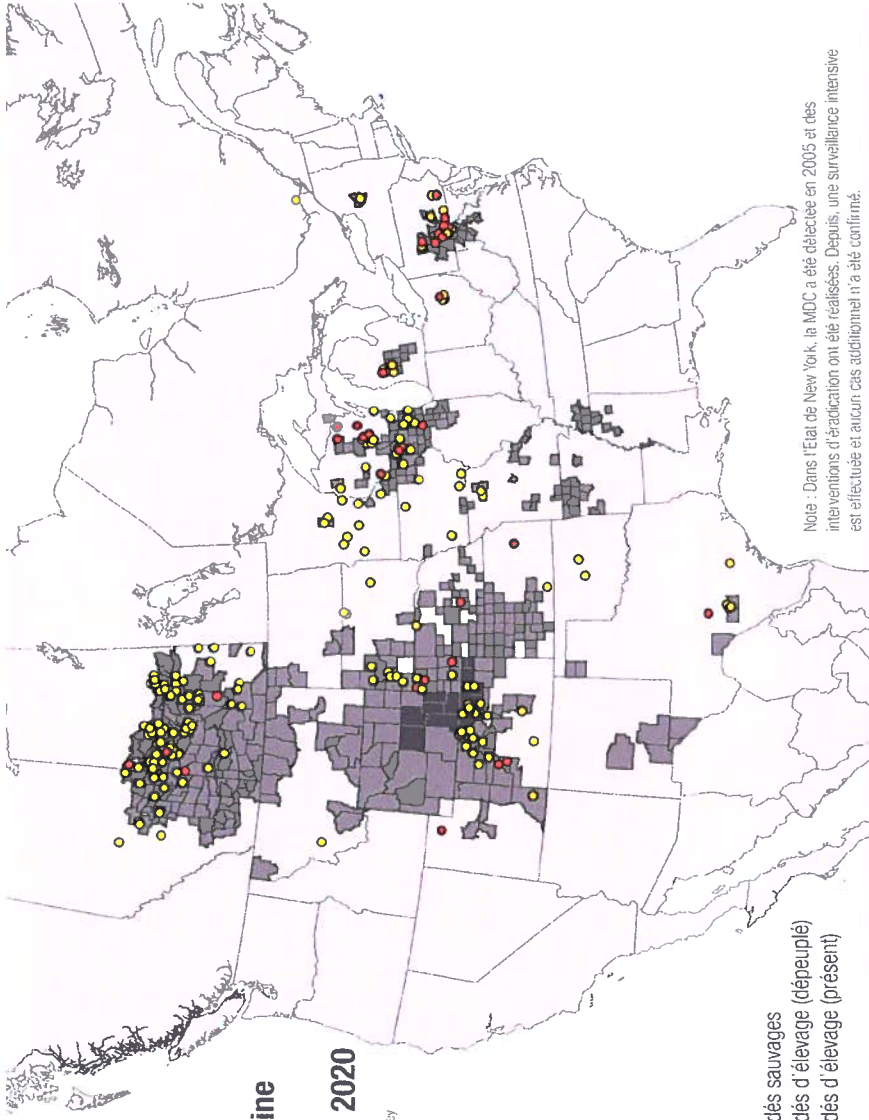 ine
2020
cy
dés sauvages
dés d'élevage (dépeuplé)
dés d'élevage (présent)
Note : Dans l'État de New York, la MDC a été détectée en 2005 et des
interventions d'éradication ont été réalisées. Depuis, une surveillance intensive
est effectuée et aucun cas additionnel n'a été confirmé.